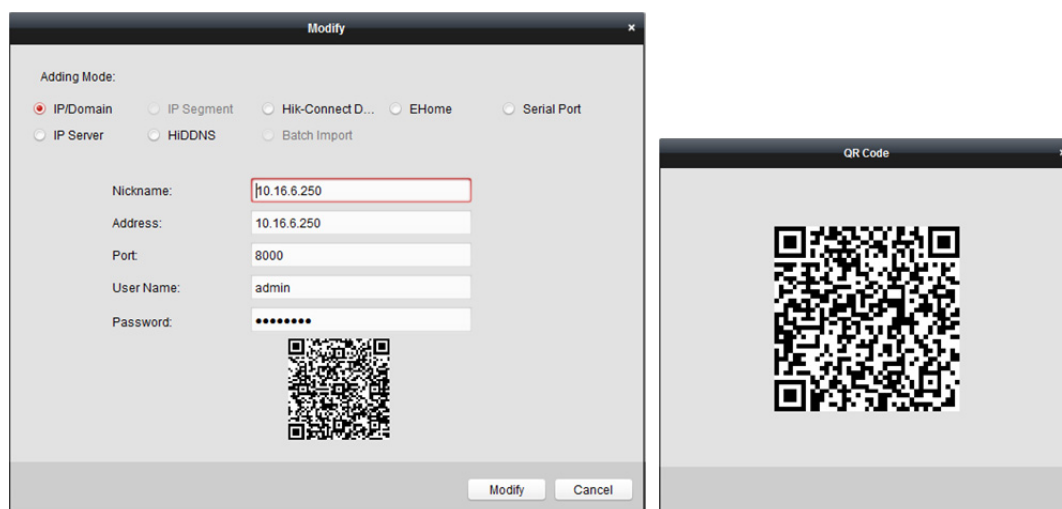 Modify
Adding Mode:
IP/Domain IP Segment Hik-Connect D... EHome Serial Port
IP Server HiDDNS Batch Import
Nickname: 10.16.6.250
Address: 10.16.6.250
Port: 8000
User Name: admin
Password: ••••••••
Modify Cancel
QR Code